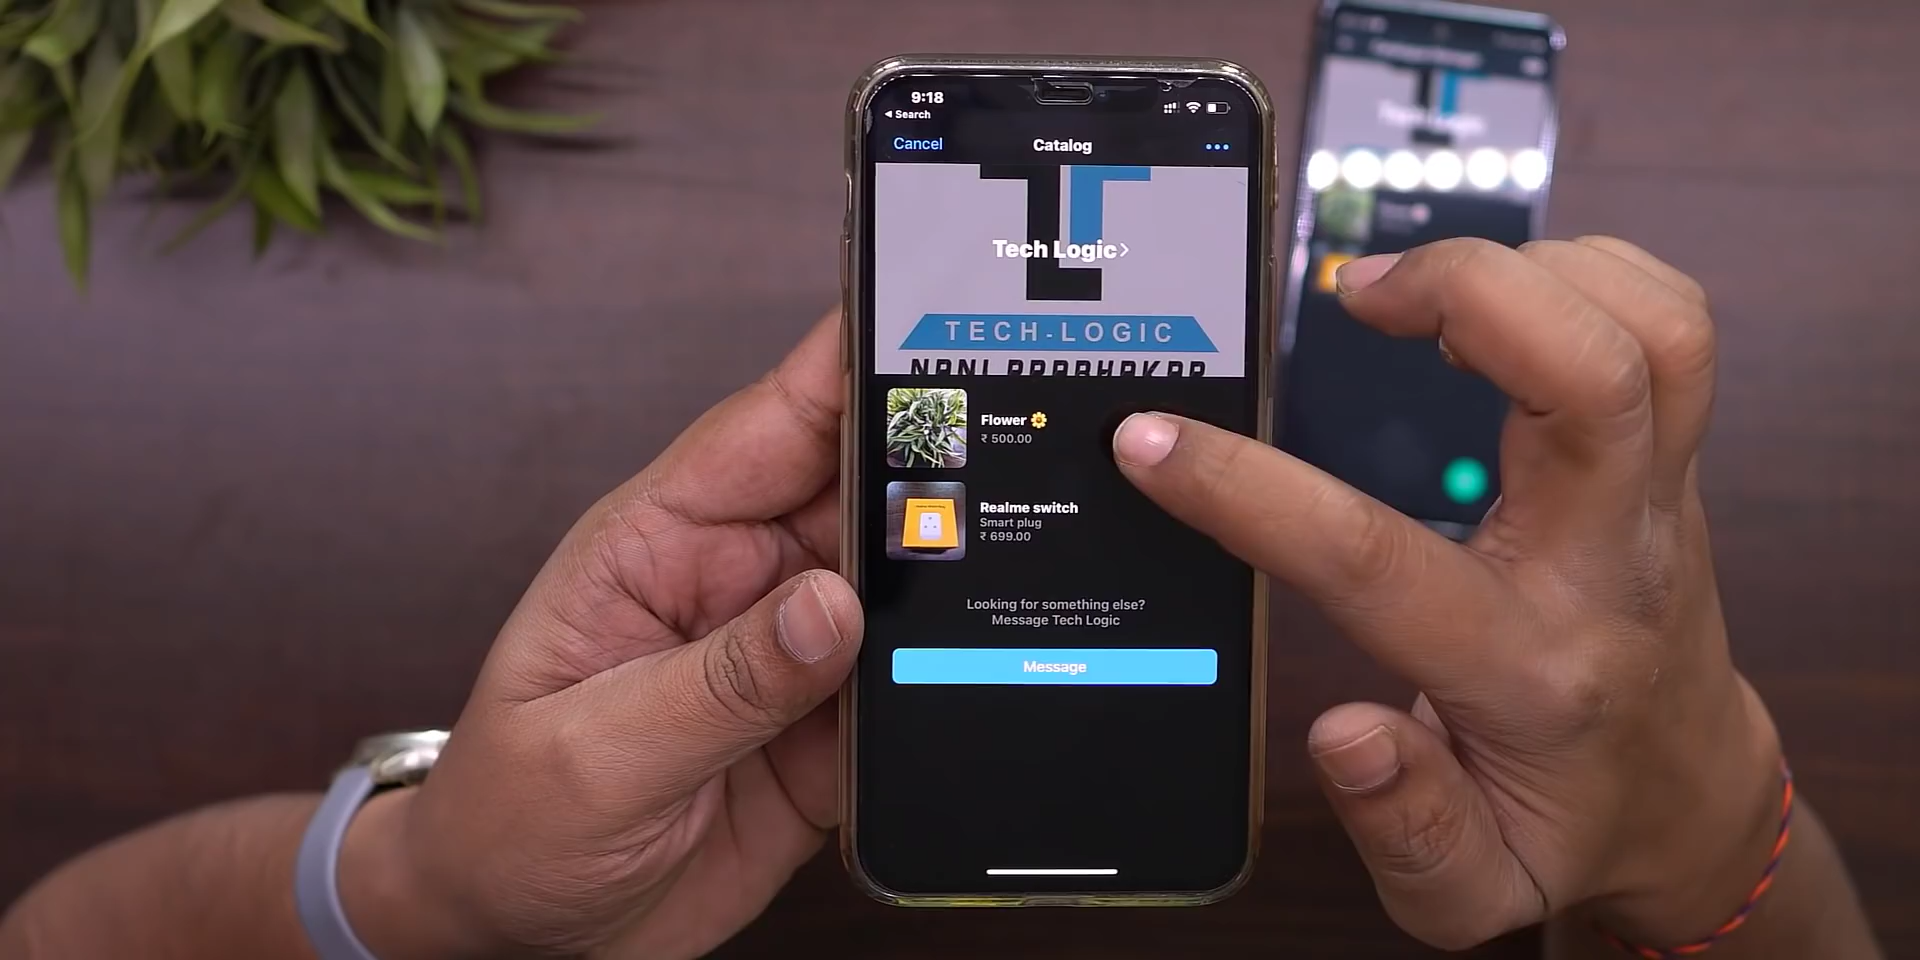 9:18
Search
Cancel
Catalog
Tech Logic
TECH-LOGIC
Flower
₹ 500.00
Realme switch
Smart plug
₹ 699.00
Looking for something else?
Message Tech Logic
Message